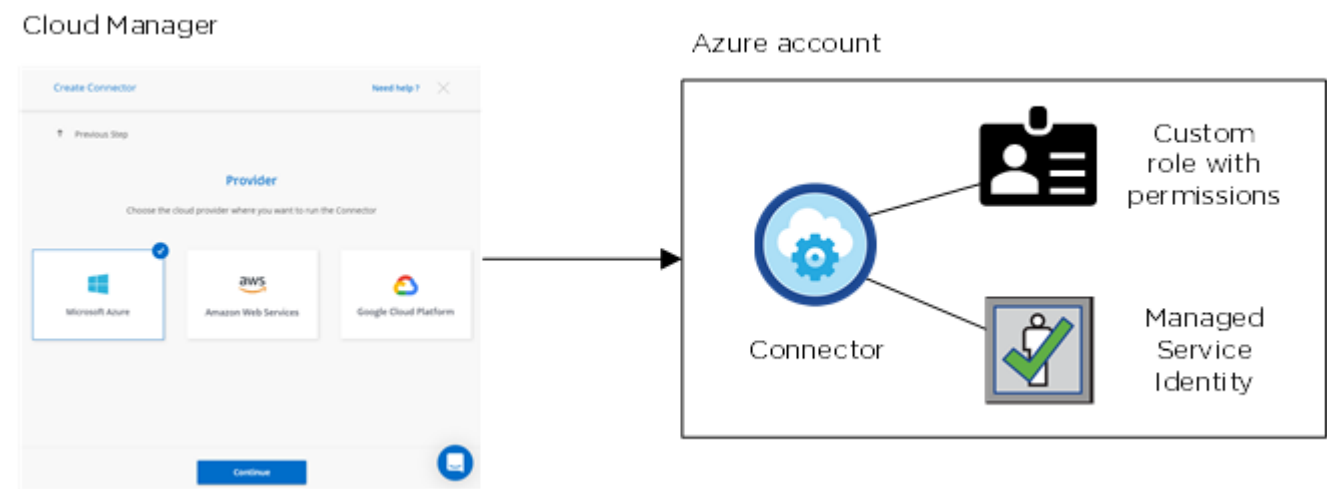 Cloud Manager
Create Connector
Need help ?
Previous Step
Provider
Choose the cloud provider where you want to run the Connector
Microsoft Azure
aws
Amazon Web Services
Google Cloud Platform
Continue
Azure account
Custom
role with
permissions
Connector
Managed
Service
Identity